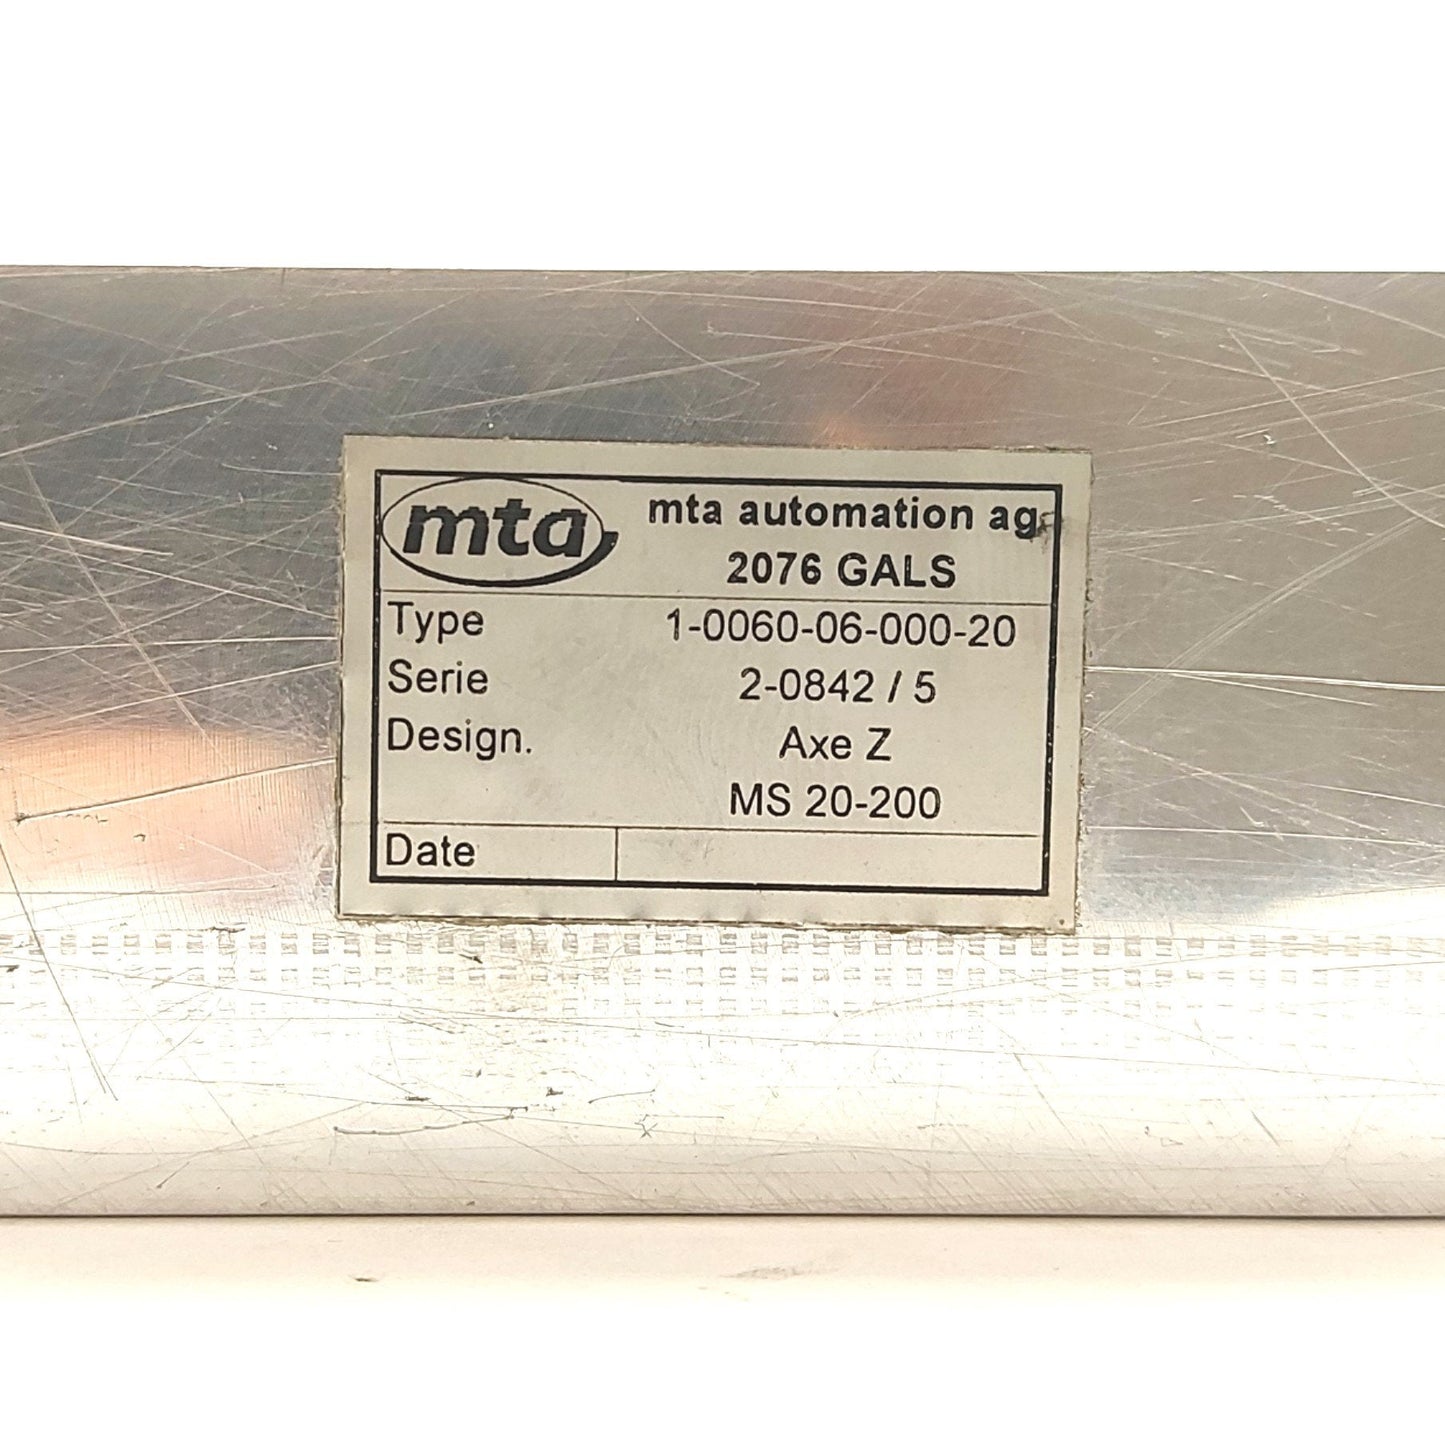 mta mta automation ag
2076 GALS
Type 1-0060-06-000-20
Serie 2-0842 / 5
Design. Axe Z
MS 20-200
Date